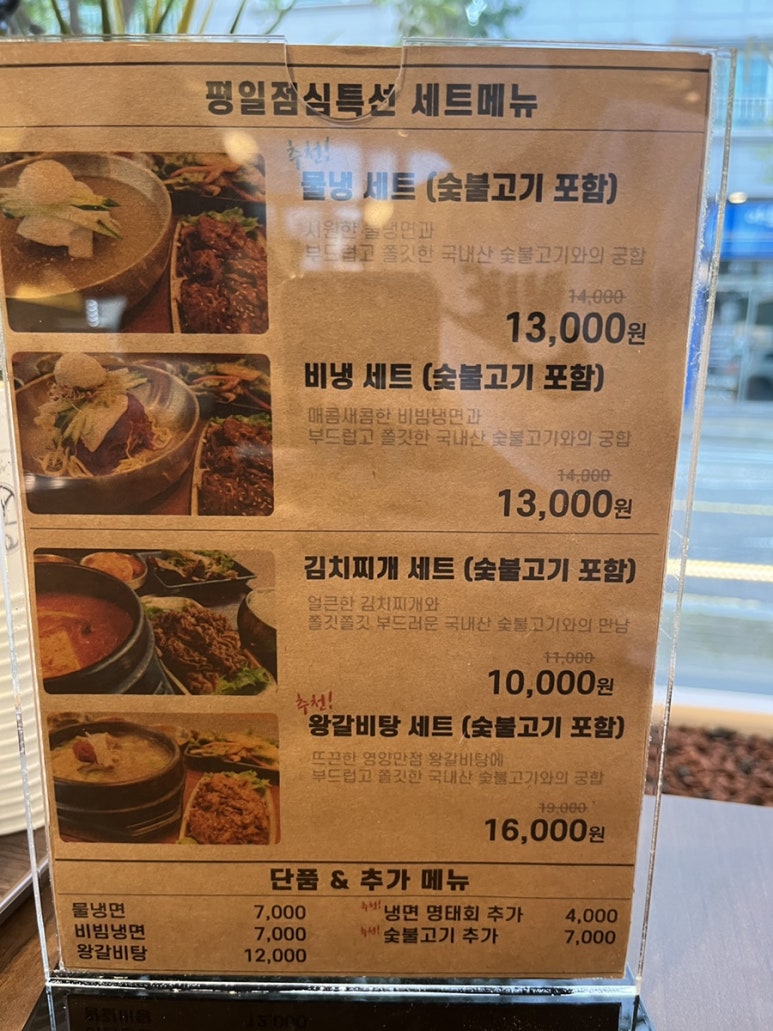 평일점심특선 세트메뉴
추천!
물냉 세트 (숯불고기 포함)
시원한 물냉면과
부드럽고 쫄깃한 국내산 숯불고기와의 궁합
14,000
13,000원
비냉 세트 (숯불고기 포함)
매콤새콤한 비빔냉면과
부드럽고 쫄깃한 국내산 숯불고기와의 궁합
14,000
13,000원
김치찌개 세트 (숯불고기 포함)
얼큰한 김치찌개와
쫄깃쫄깃 부드러운 국내산 숯불고기와의 만남
11,000
10,000원
추천!
왕갈비탕 세트 (숯불고기 포함)
뜨끈한 영양만점 왕갈비탕에
부드럽고 쫄깃한 국내산 숯불고기와의 궁합
19,000
16,000원
단품 & 추가 메뉴
물냉면 7,000
비빔냉면 7,000
왕갈비탕 12,000
추천! 냉면 명태회 추가 4,000
추천! 숯불고기 추가 7,000